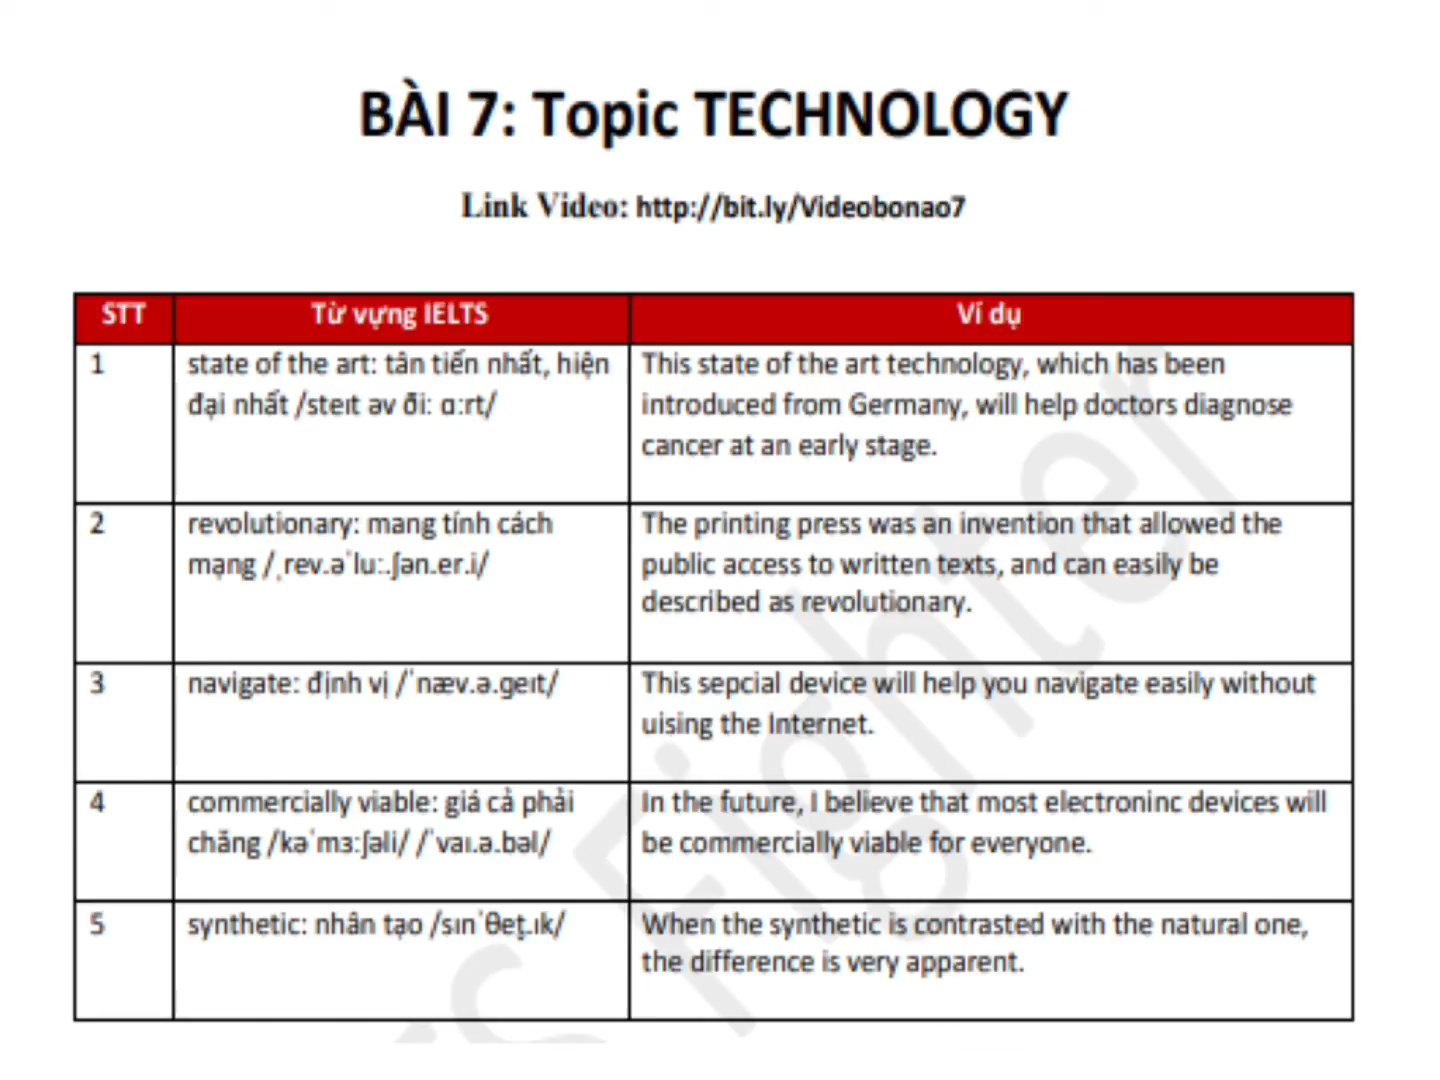 BÀI 7: Topic TECHNOLOGY
Link Video: http://bit.ly/Videobonao7
STT Từ vựng IELTS Ví dụ
1 state of the art: tân tiến nhất, hiện This state of the art technology, which has been
đại nhất /steɪt əv ði: ɑ:rt/ introduced from Germany, will help doctors diagnose
cancer at an early stage.
2 revolutionary: mang tính cách The printing press was an invention that allowed the
mạng /ˌrev.əˈluː.ʃən.er.i/ public access to written texts, and can easily be
described as revolutionary.
3 navigate: định vị /ˈnæv.ə.ɡeɪt/ This sepcial device will help you navigate easily without
uising the Internet.
4 commercially viable: giá cả phải In the future, I believe that most electroninc devices will
chăng /kəˈmɜːʃəli/ /ˈvaɪ.ə.bəl/ be commercially viable for everyone.
5 synthetic: nhân tạo /sɪnˈθet̬.ɪk/ When the synthetic is contrasted with the natural one,
the difference is very apparent.
Fighter